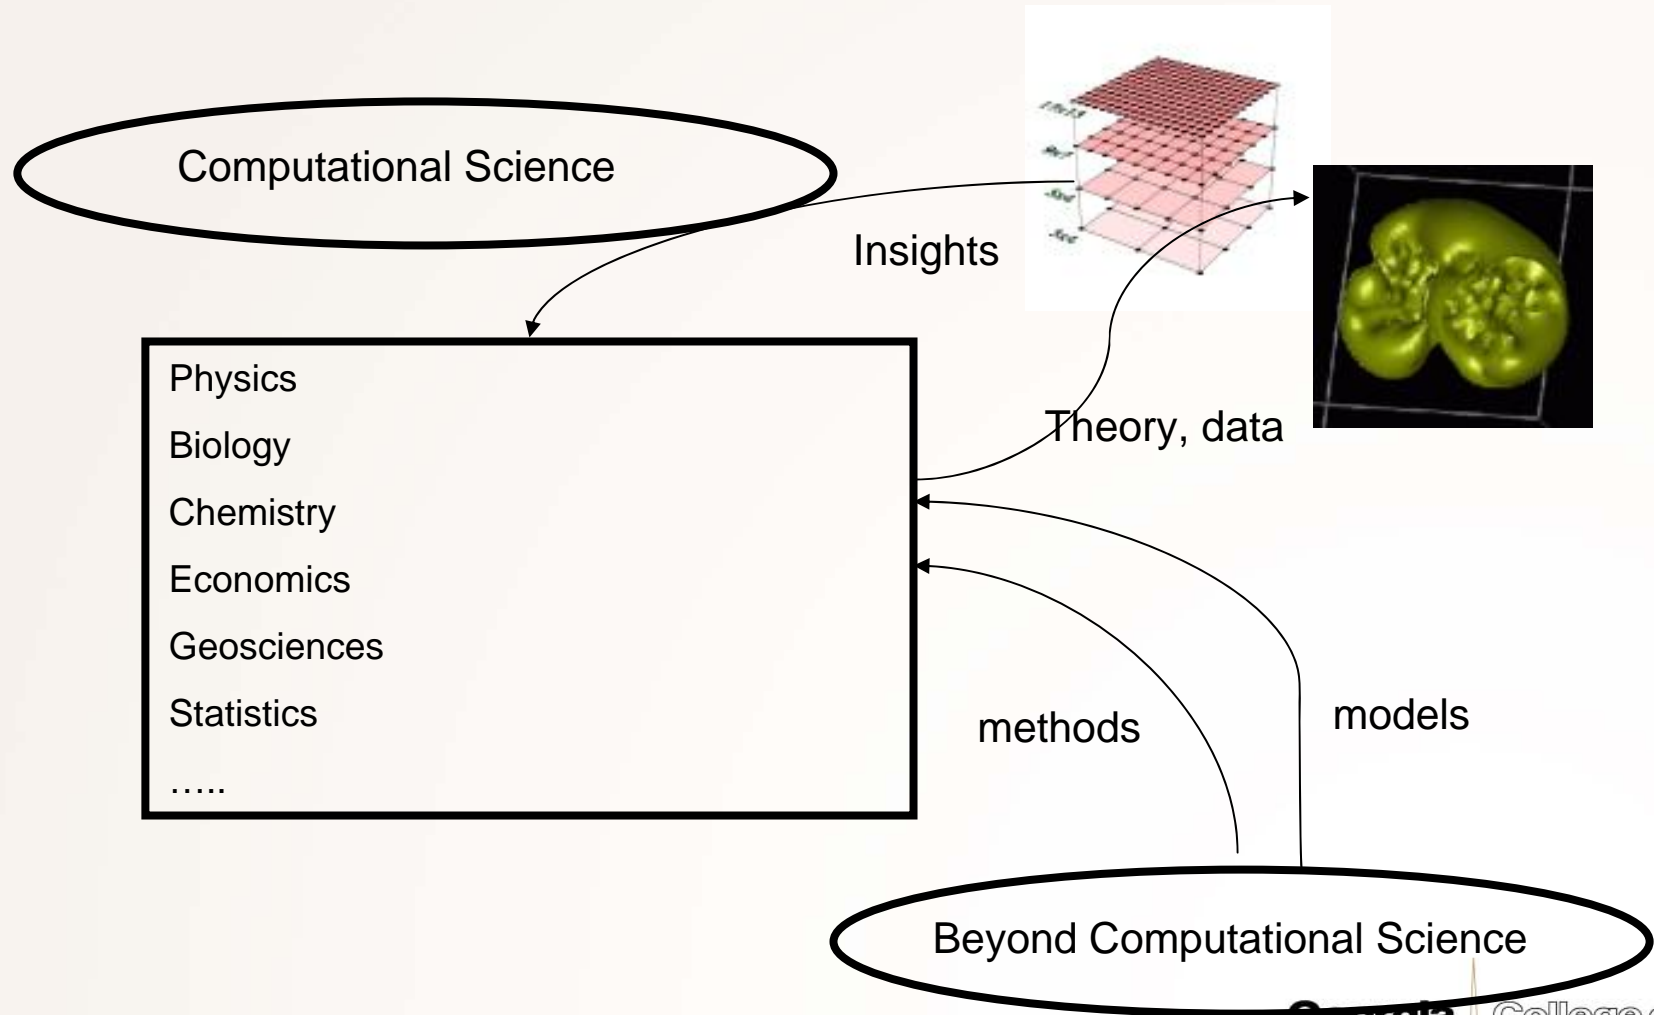 Computational Science
Insights
Physics
Biology
Chemistry
Economics
Geosciences
Statistics
…..
Theory, data
methods
models
Beyond Computational Science